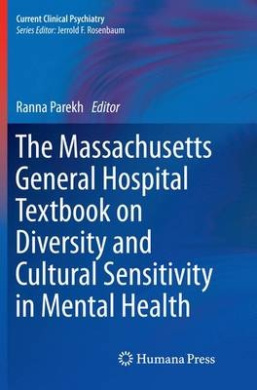 Current Clinical Psychiatry
Series Editor: Jerrold F. Rosenbaum
Ranna Parekh Editor
The Massachusetts
General Hospital
Textbook on
Diversity and
Cultural Sensitivity
in Mental Health
Humana Press